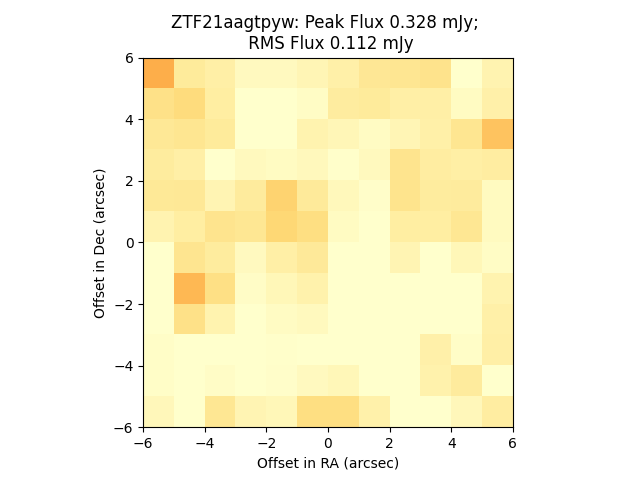 ZTF21aagtpyw: Peak Flux 0.328 mJy;
RMS Flux 0.112 mJy
6
4
2
0
−2
−4
−6
Offset in Dec (arcsec)
−6 −4 −2 0 2 4 6
Offset in RA (arcsec)